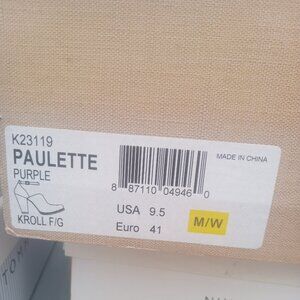 K23119
PAULETTE
PURPLE
MADE IN CHINA
8 87110 04946 0
KROLL F/G
USA 9.5
Euro 41
M/W